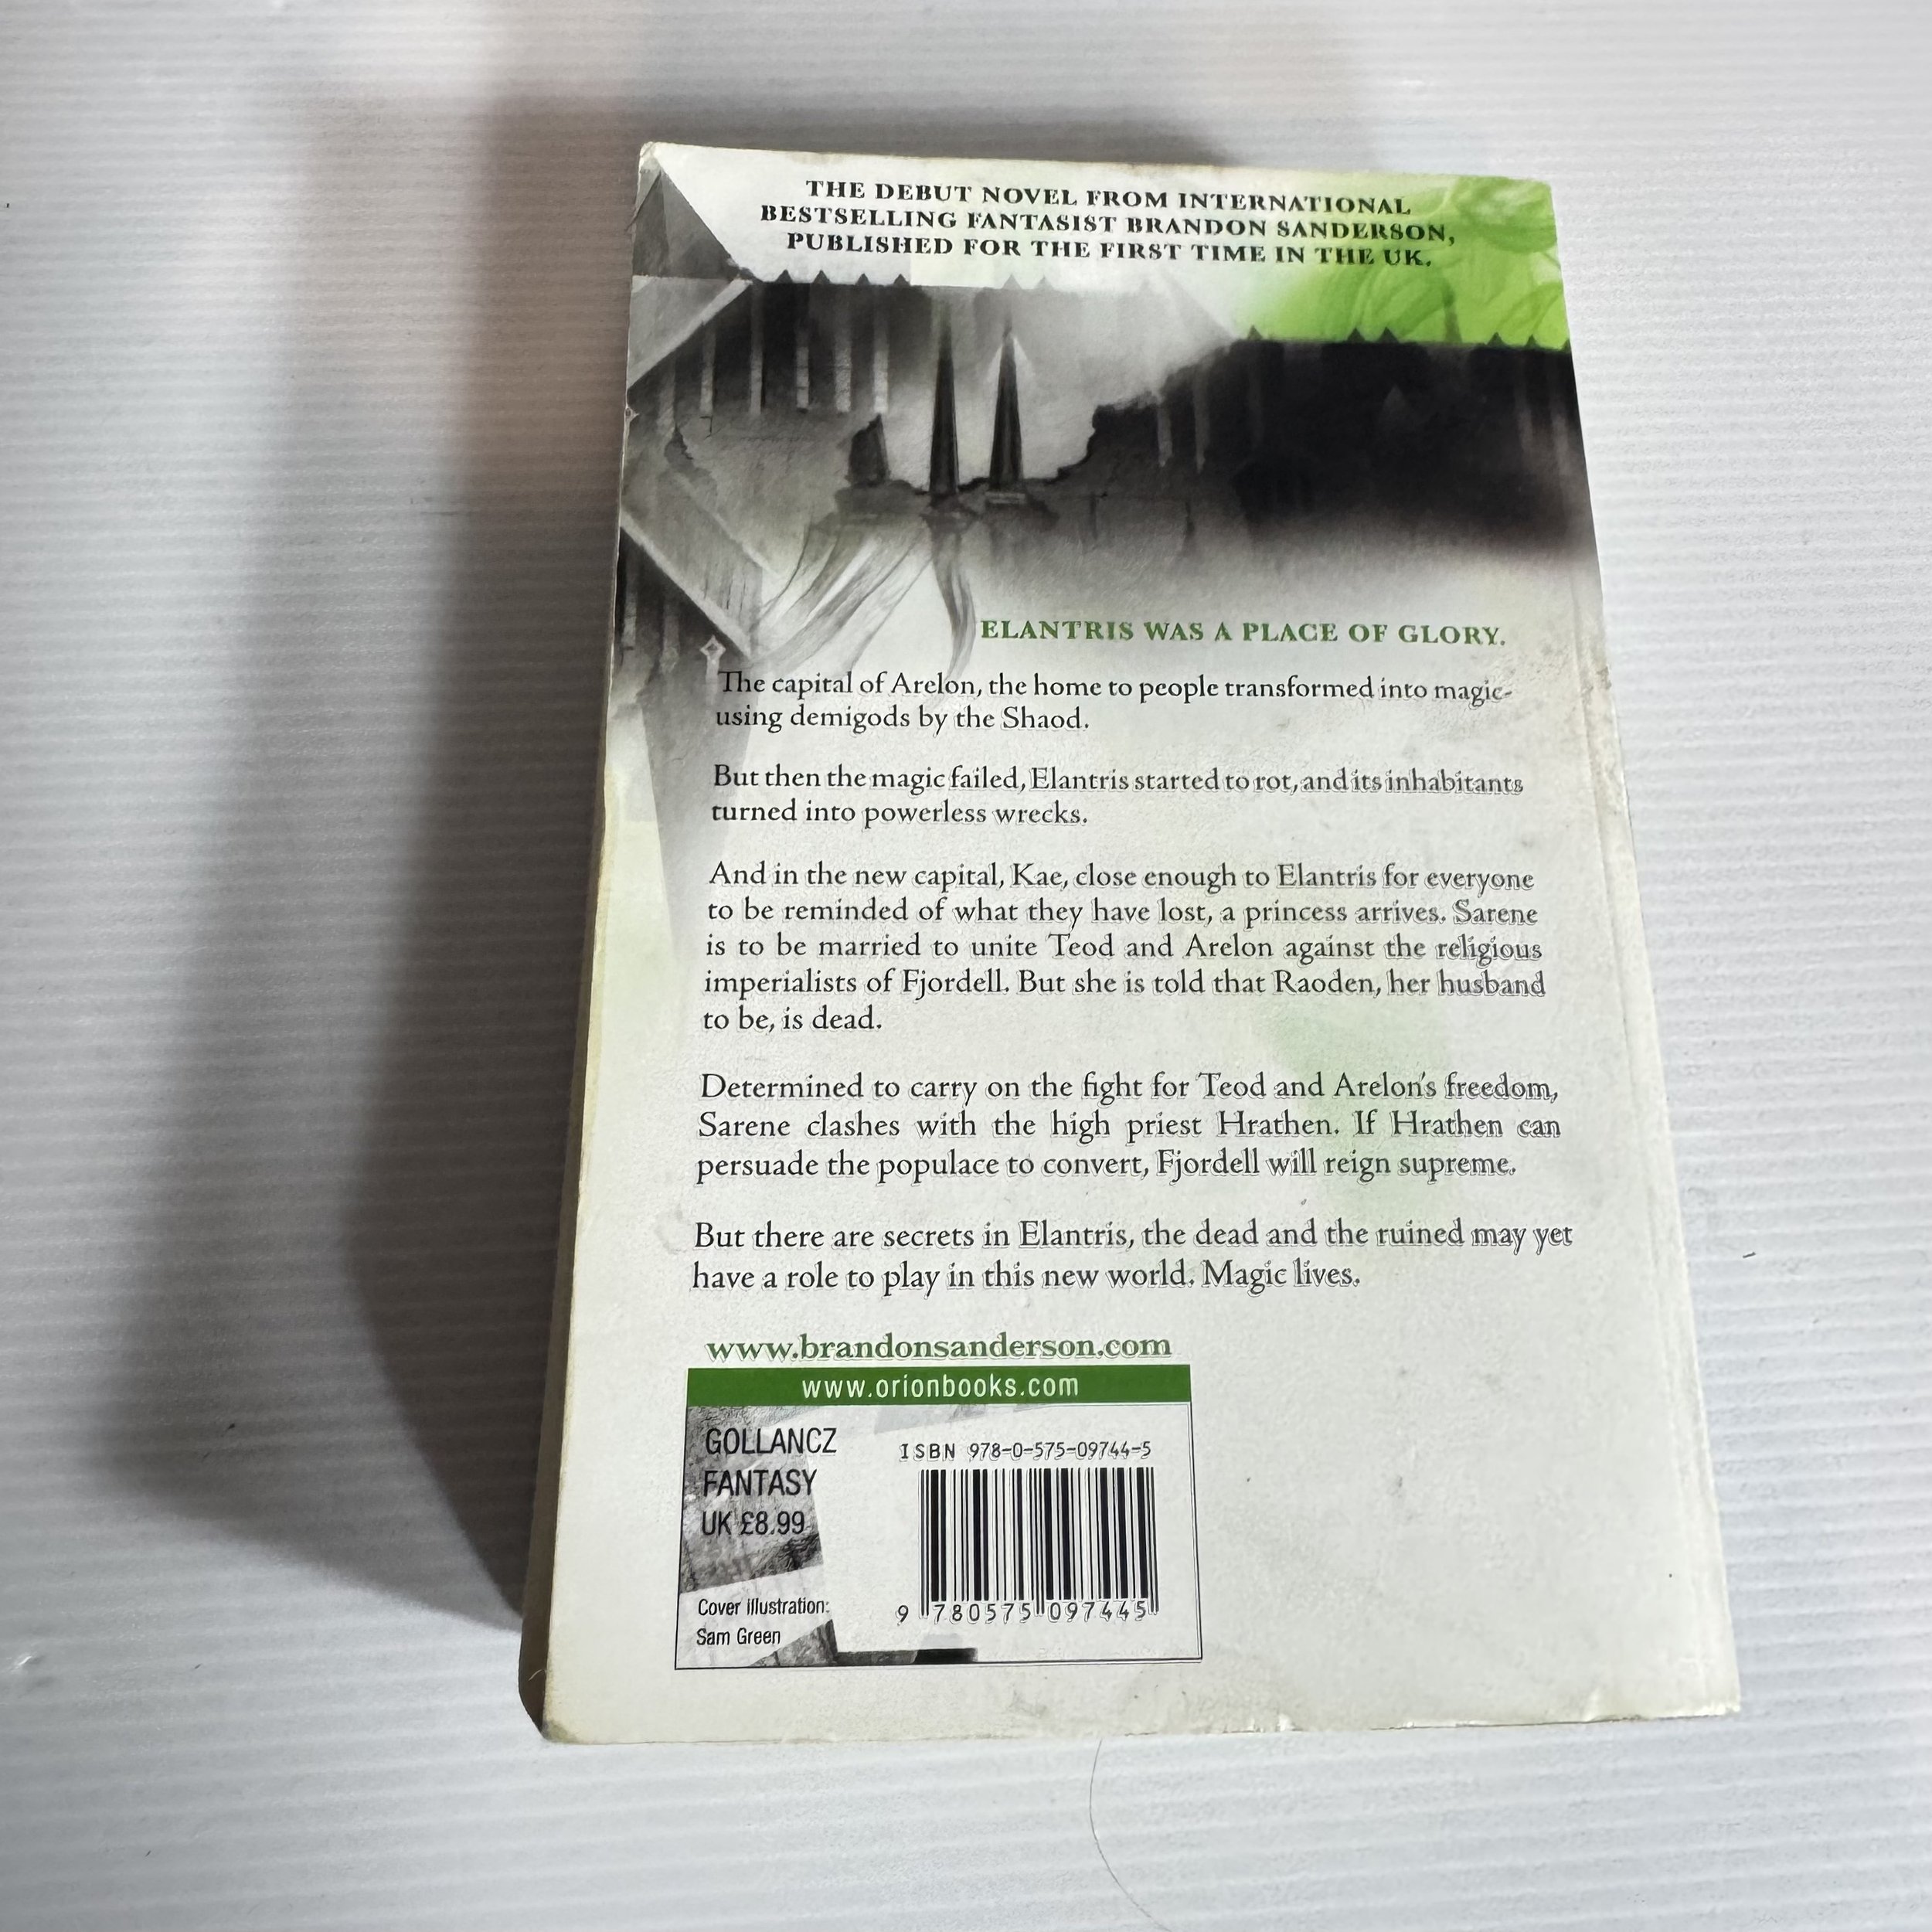 THE DEBUT NOVEL FROM INTERNATIONAL
BESTSELLING FANTASIST BRANDON SANDERSON,
PUBLISHED FOR THE FIRST TIME IN THE UK.
ELANTRIS WAS A PLACE OF GLORY.
The capital of Arelon, the home to people transformed into magic-
using demigods by the Shaod.
But then the magic failed, Elantris started to rot, and its inhabitants
turned into powerless wrecks.
And in the new capital, Kae, close enough to Elantris for everyone
to be reminded of what they have lost, a princess arrives. Sarene
is to be married to unite Teod and Arelon against the religious
imperialists of Fjordell. But she is told that Raoden, her husband
to be, is dead.
Determined to carry on the fight for Teod and Arelon's freedom,
Sarene clashes with the high priest Hrathen. If Hrathen can
persuade the populace to convert, Fjordell will reign supreme.
But there are secrets in Elantris, the dead and the ruined may yet
have a role to play in this new world. Magic lives.
www.brandonsanderson.com
www.orionbooks.com
GOLLANCZ
FANTASY
UK £8.99
Cover illustration:
Sam Green
ISBN 978-0-575-09744-5
9 780575 097445